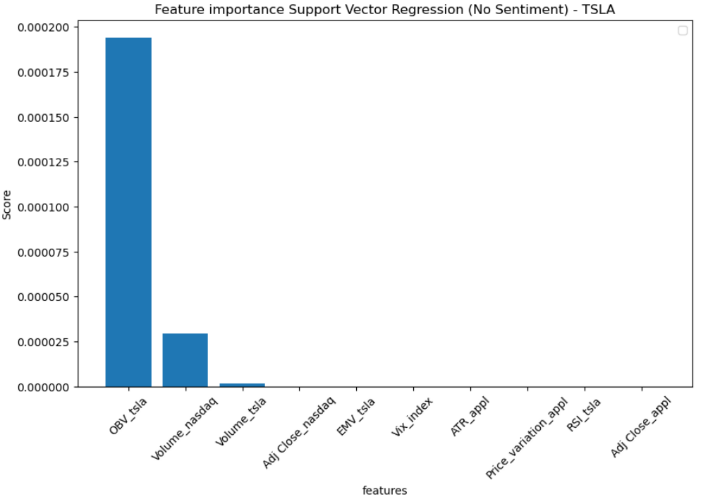 Feature importance Support Vector Regression (No Sentiment) - TSLA
0.000200
0.000175
0.000150
0.000125
0.000100
0.000075
0.000050
0.000025
0.000000
Score
OBV_tsla
Volume_nasdaq
Volume_tsla
Adj Close_nasdaq
EMV_tsla
Vix_index
ATR_appl
Price_variation_appl
RSI_tsla
Adj Close_appl
features